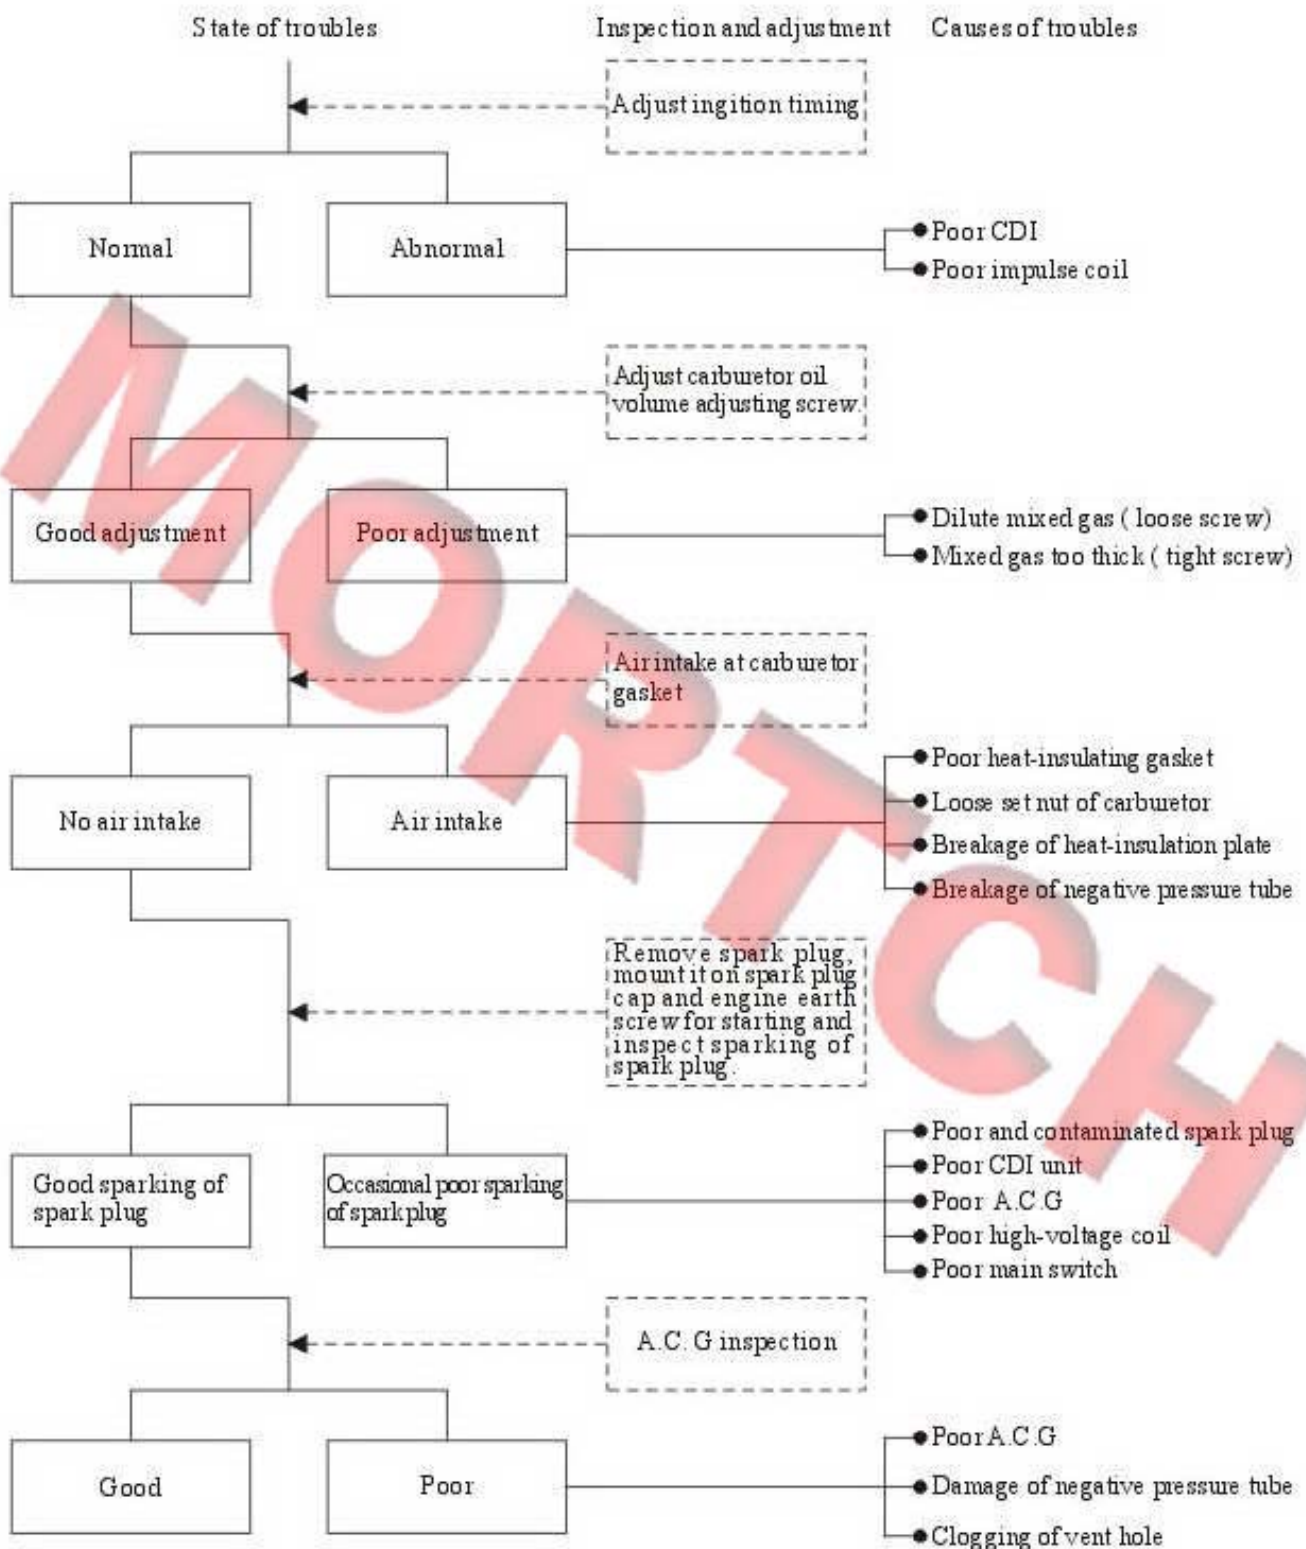 State of troubles
Inspection and adjustment
Causes of troubles
Adjust ingition timing
Normal
Abnormal
Poor CDI
Poor impulse coil
Adjust carburetor oil
volume adjusting screw.
Good adjustment
Poor adjustment
Dilute mixed gas ( loose screw)
Mixed gas too thick ( tight screw)
Air intake at carburetor
gasket
No air intake
Air intake
Poor heat-insulating gasket
Loose set nut of carburetor
Breakage of heat-insulation plate
Breakage of negative pressure tube
Remove spark plug,
mount it on spark plug
cap and engine earth
screw for starting and
inspect sparking of
spark plug.
Good sparking of
spark plug
Occasional poor sparking
of spark plug
Poor and contaminated spark plug
Poor CDI unit
Poor A.C.G
Poor high-voltage coil
Poor main switch
A.C.G inspection
Good
Poor
Poor A.C.G
Damage of negative pressure tube
Clogging of vent hole
MORTCH